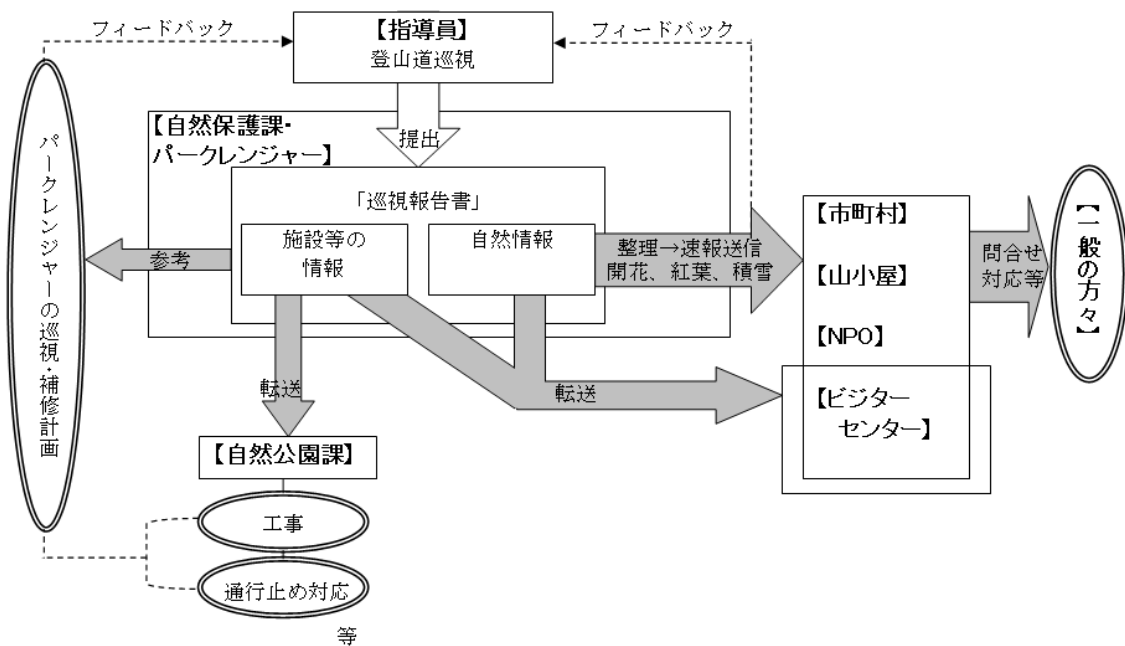 フィードバック
【指導員】
登山道巡視
フィードバック
【自然保護課・
パークレンジャー】
提出
「巡視報告書」
施設等の
情報
自然情報
参考
整理→速報送信
開花、紅葉、積雪
パークレンジャーの巡視・補修計画
【市町村】
【山小屋】
【NPO】
【ビジター
センター】
問合せ
対応等
【一般の方々】
転送
転送
【自然公園課】
工事
通行止め対応
等